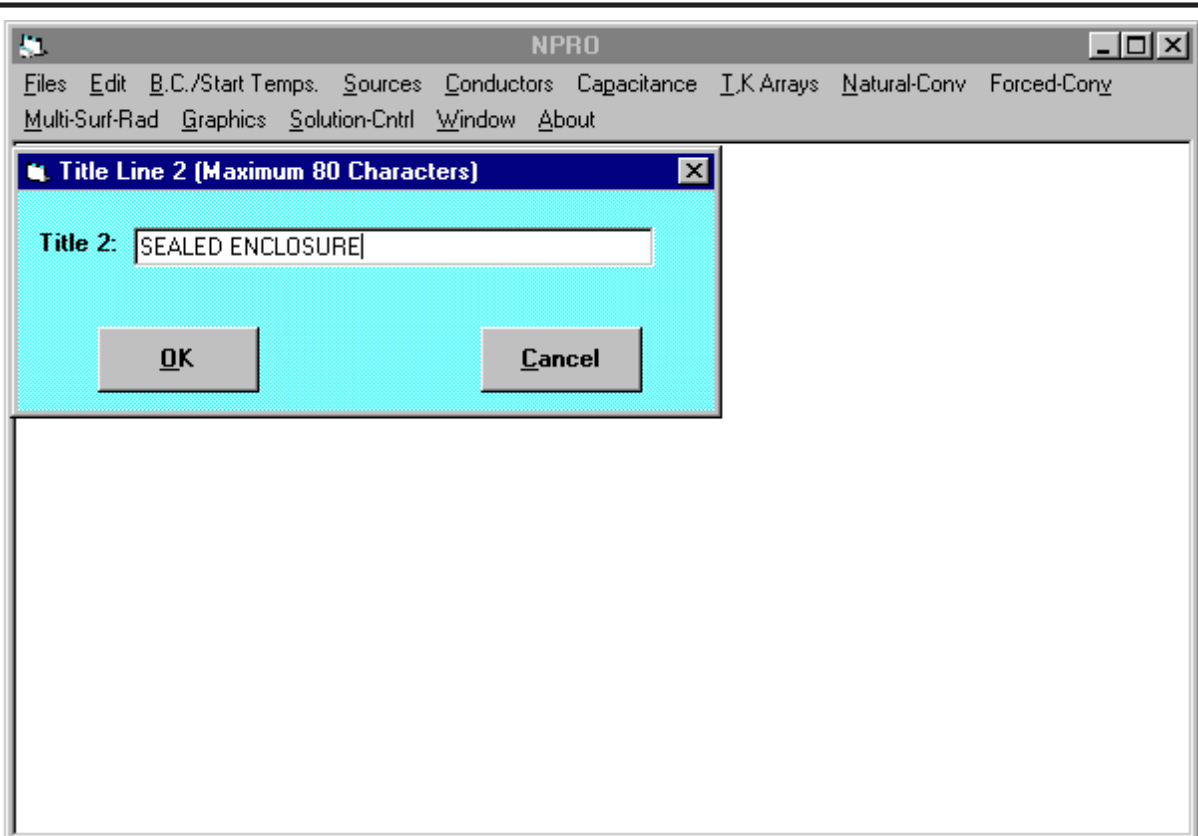 NPRO
Files Edit B.C./Start Temps. Sources Conductors Capacitance T,K Arrays Natural-Conv Forced-Conv
Multi-Surf-Rad Graphics Solution-Cntrl Window About
Title Line 2 (Maximum 80 Characters)
Title 2: SEALED ENCLOSURE
OK Cancel